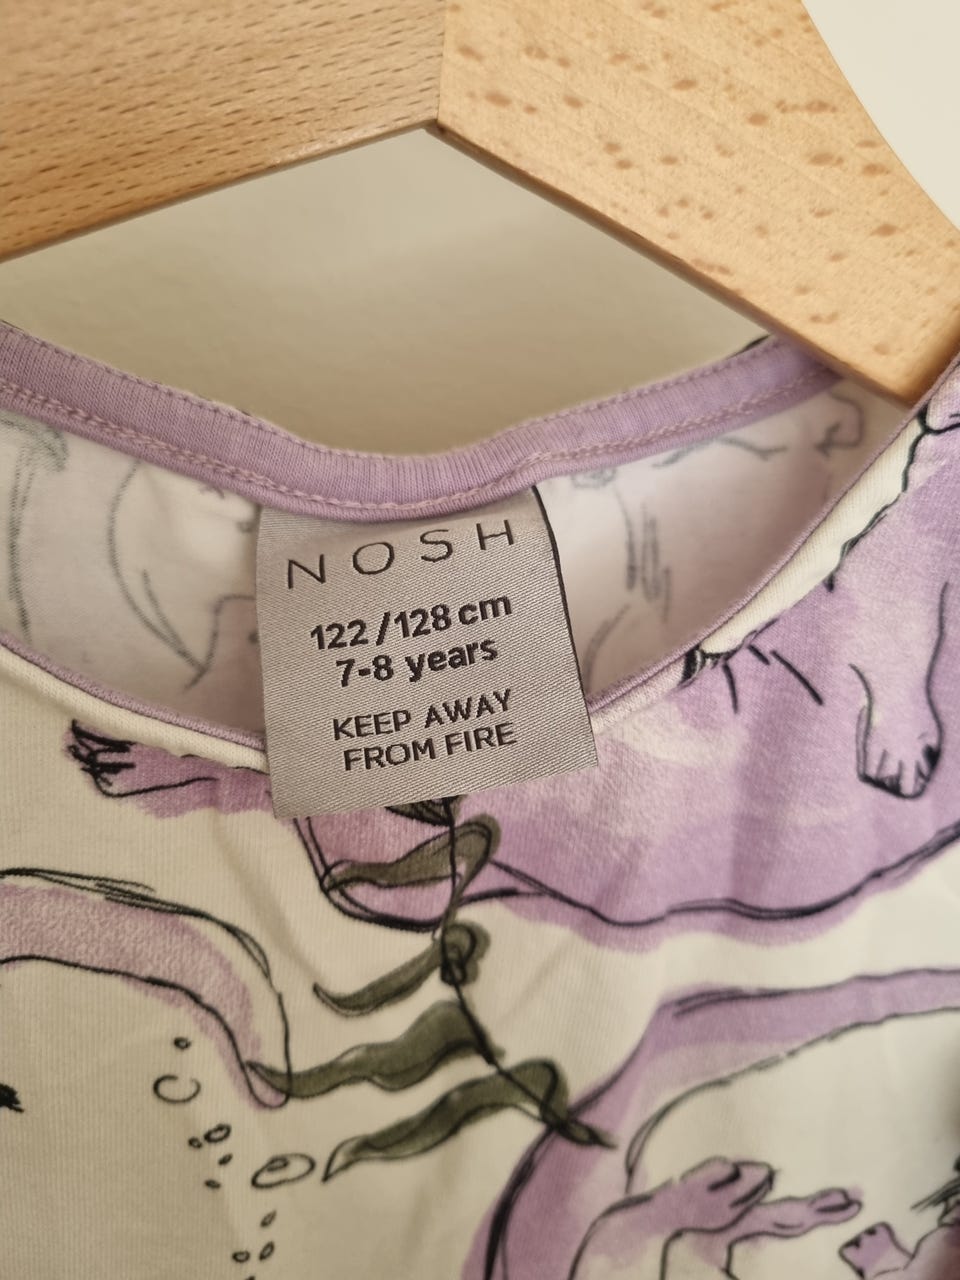 NOSH
122/128 cm
7-8 years
KEEP AWAY
FROM FIRE